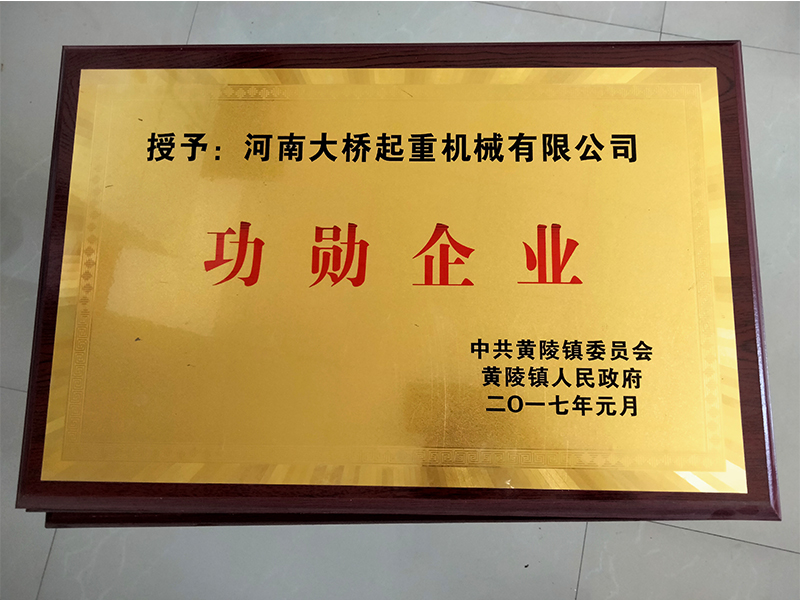 授予：河南大桥起重机械有限公司
功勋企业
中共黄陵镇委员会
黄陵镇人民政府
二〇一七年元月